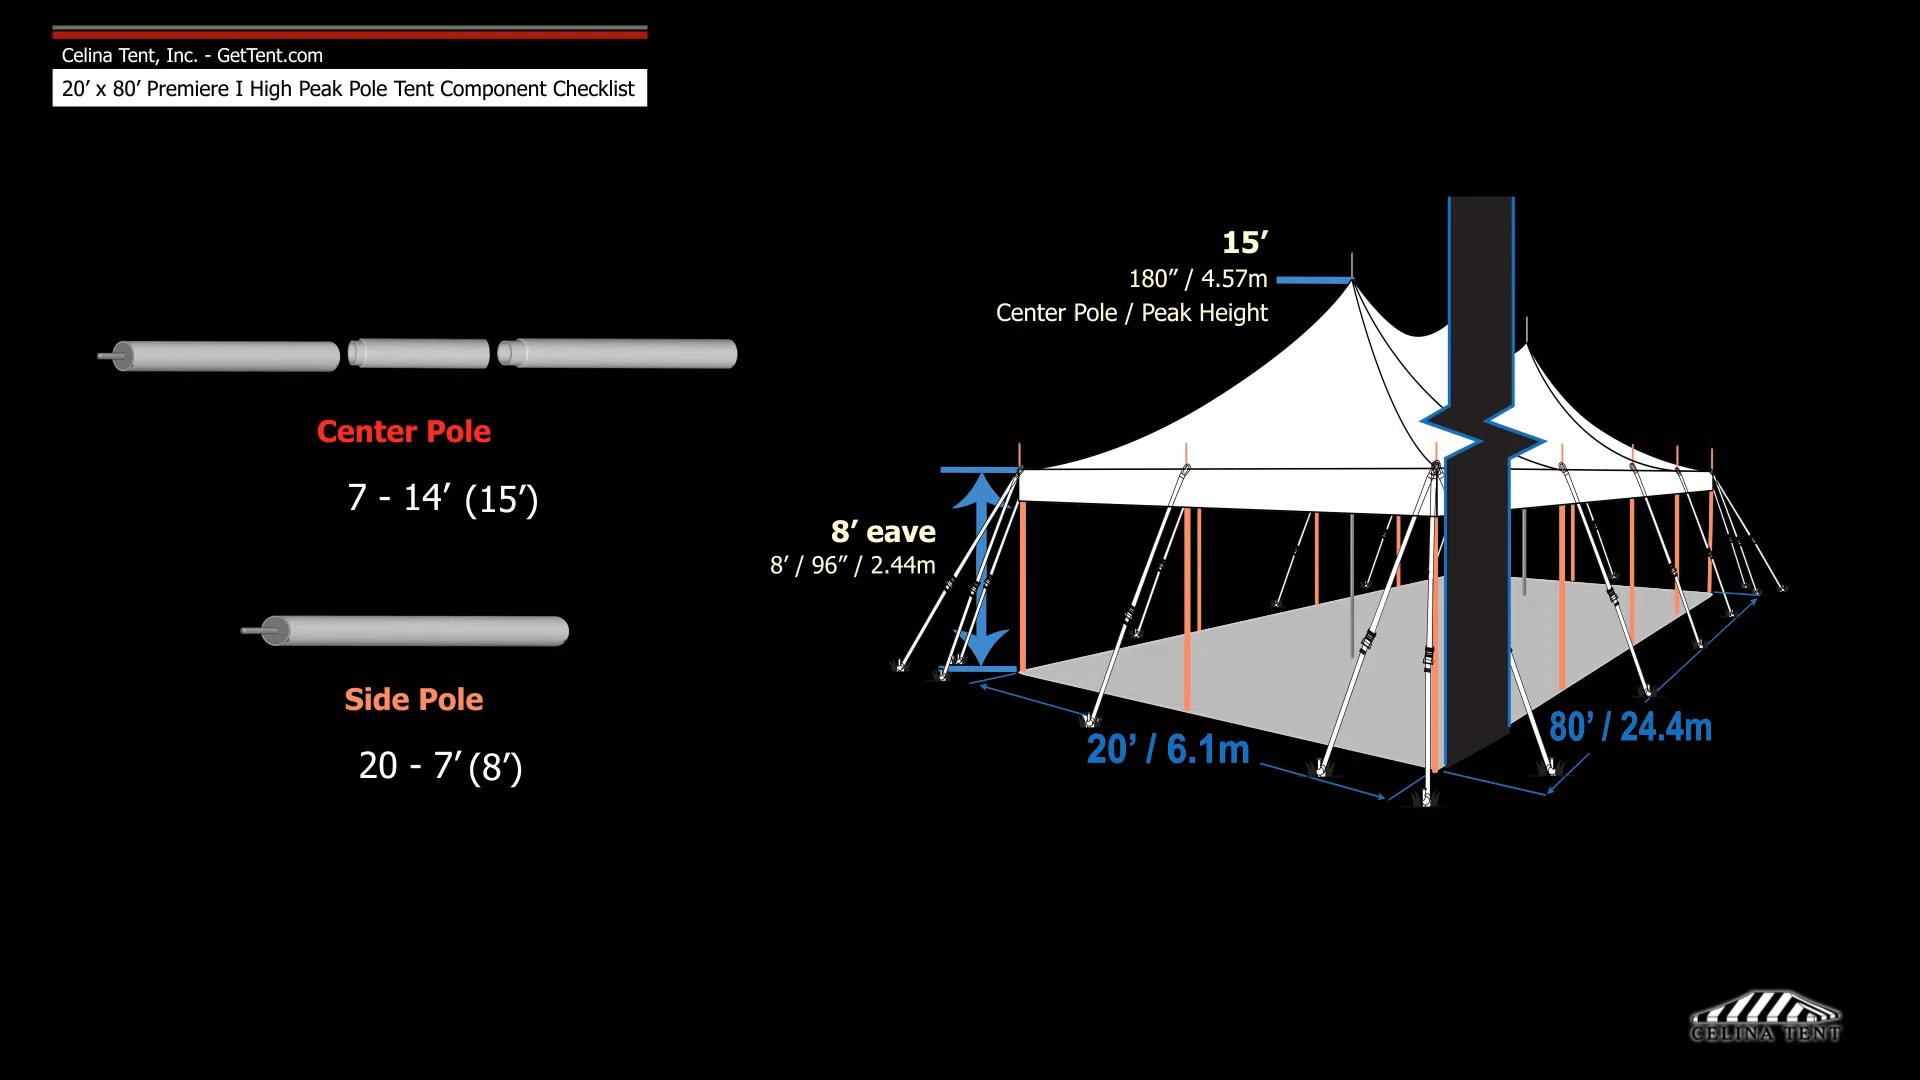 Celina Tent, Inc. - GetTent.com
20’ x 80’ Premiere I High Peak Pole Tent Component Checklist
15’
180” / 4.57m
Center Pole / Peak Height
Center Pole
7 - 14’ (15’)
8’ eave
8’ / 96” / 2.44m
Side Pole
20 - 7’ (8’)
20’ / 6.1m
80’ / 24.4m
CELINA TENT